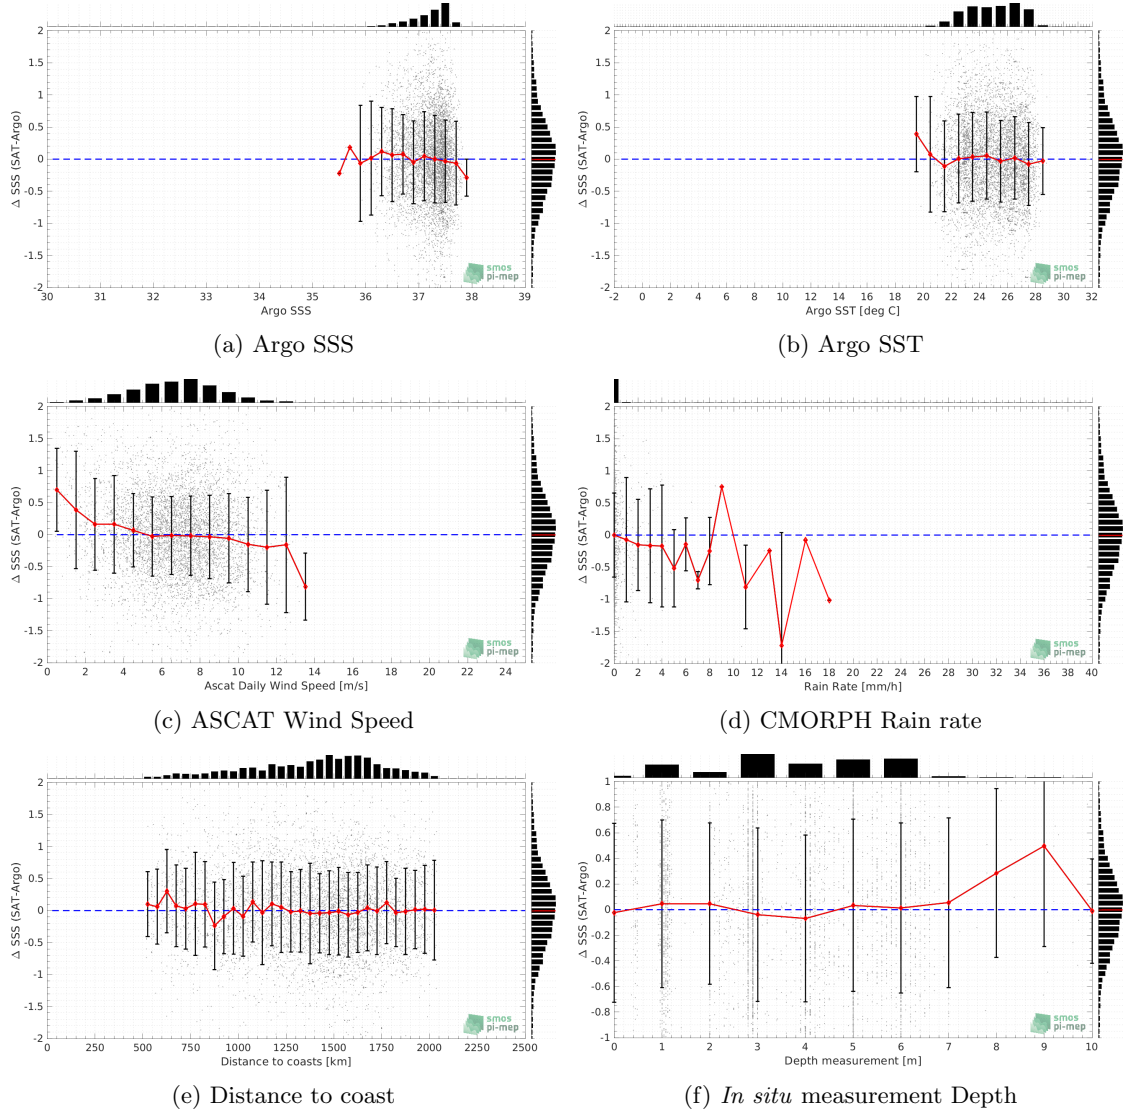 2
1.5
1
0.5
0
-0.5
-1
-1.5
-2
Δ SSS (SAT-Argo)
30 31 32 33 34 35 36 37 38 39
Argo SSS
smos
pi-mep
(a) Argo SSS
2
1.5
1
0.5
0
-0.5
-1
-1.5
-2
Δ SSS (SAT-Argo)
-2 0 2 4 6 8 10 12 14 16 18 20 22 24 26 28 30 32
Argo SST [deg C]
smos
pi-mep
(b) Argo SST
2
1.5
1
0.5
0
-0.5
-1
-1.5
-2
Δ SSS (SAT-Argo)
0 2 4 6 8 10 12 14 16 18 20 22 24
Ascat Daily Wind Speed [m/s]
smos
pi-mep
(c) ASCAT Wind Speed
2
1.5
1
0.5
0
-0.5
-1
-1.5
-2
Δ SSS (SAT-Argo)
0 2 4 6 8 10 12 14 16 18 20 22 24 26 28 30 32 34 36 38 40
Rain Rate [mm/h]
smos
pi-mep
(d) CMORPH Rain rate
2
1.5
1
0.5
0
-0.5
-1
-1.5
-2
Δ SSS (SAT-Argo)
0 250 500 750 1000 1250 1500 1750 2000 2250 2500
Distance to coasts [km]
smos
pi-mep
(e) Distance to coast
1
0.8
0.6
0.4
0.2
0
-0.2
-0.4
-0.6
-0.8
-1
Δ SSS (SAT-Argo)
0 1 2 3 4 5 6 7 8 9 10
Depth measurement [m]
smos
pi-mep
(f) In situ measurement Depth